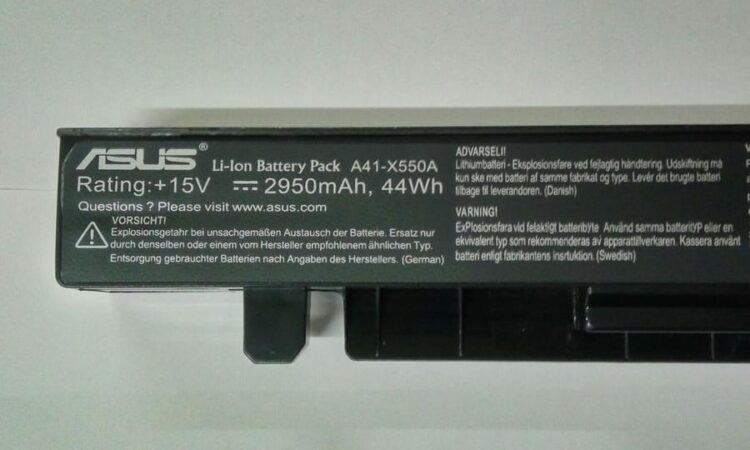 ASUS® Li-Ion Battery Pack A41-X550A
Rating:+15V ⎓ 2950mAh, 44Wh
Questions ? Please visit www.asus.com
VORSICHT!
Explosionsgetahr bei unsachgemäßen Austausch der Batterie. Ersatz nur
durch denselben oder einem vom Hersteller empfohlenem ähnlichen Typ.
Entsorgung gebrauchter Batterien nach Angaben des Herstellers. (German)
ADVARSELI!
Lithiumbatteri - Eksplosionsfare ved fejlagtig håndtering. Udskiftning må
kun ske med batteri af samme fabrikat og type. Levér det brugte batteri
tilbage til leverandoren. (Danish)
VARNING!
ExPlosionsfara vid felaktigt batteribyte Använd samma batteritYP eller en
ekvivalent typ som rekommenderas av apparattillverkaren. Kassera använt
batteri enligt fabrikantens instruktion. (Swedish)